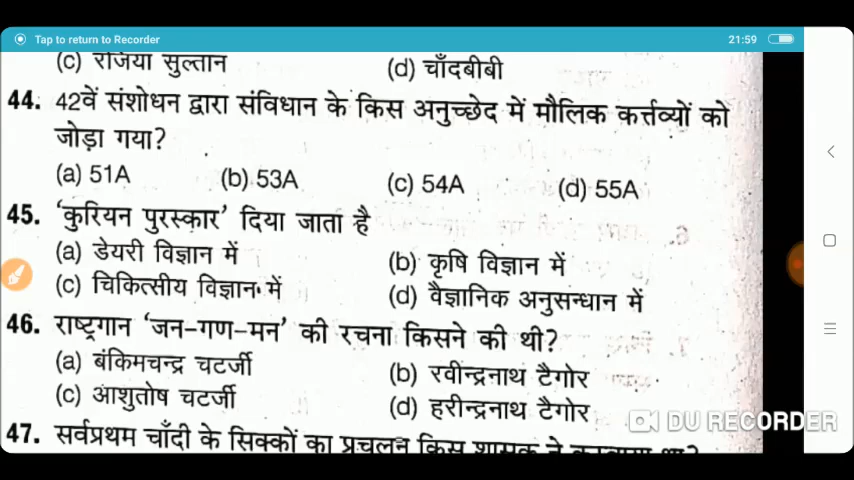 Tap to return to Recorder 21:59
(c) रजिया सुल्तान (d) चाँदबीबी
44. 42वें संशोधन द्वारा संविधान के किस अनुच्छेद में मौलिक कर्त्तव्यों को
जोड़ा गया?
(a) 51A (b) 53A (c) 54A (d) 55A
45. 'कुरियन पुरस्कार' दिया जाता है
(a) डेयरी विज्ञान में (b) कृषि विज्ञान में
(c) चिकित्सीय विज्ञान में (d) वैज्ञानिक अनुसन्धान में
46. राष्ट्रगान 'जन-गण-मन' की रचना किसने की थी?
(a) बंकिमचन्द्र चटर्जी (b) रवीन्द्रनाथ टैगोर
(c) आशुतोष चटर्जी (d) हरीन्द्रनाथ टैगोर
DU RECORDER
47. सर्वप्रथम चाँदी के सिक्कों का प्रचलन किस शासक ने करवाया था?